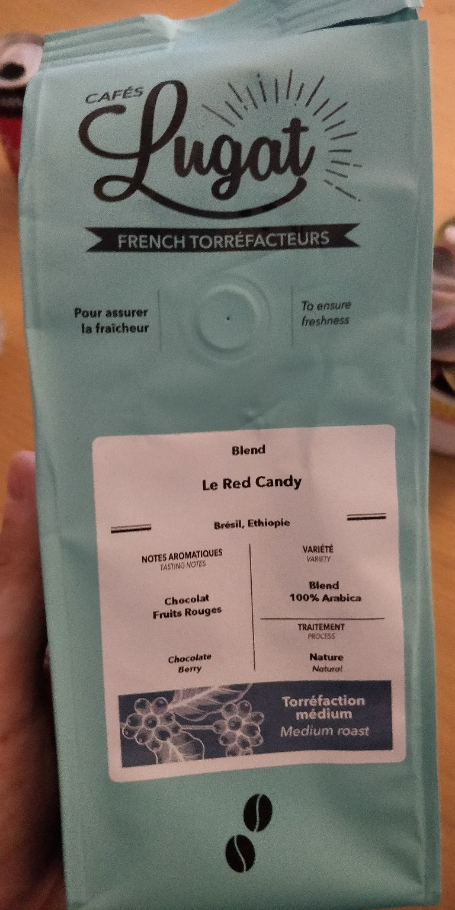 CAFÉS
Lugat
FRENCH TORRÉFACTEURS
Pour assurer
la fraîcheur
To ensure
freshness
Blend
Le Red Candy
Brésil, Ethiopie
NOTES AROMATIQUES
TASTING NOTES
Chocolat
Fruits Rouges
Chocolate
Berry
VARIÉTÉ
VARIETY
Blend
100% Arabica
TRAITEMENT
PROCESS
Nature
Natural
Torréfaction
médium
Medium roast